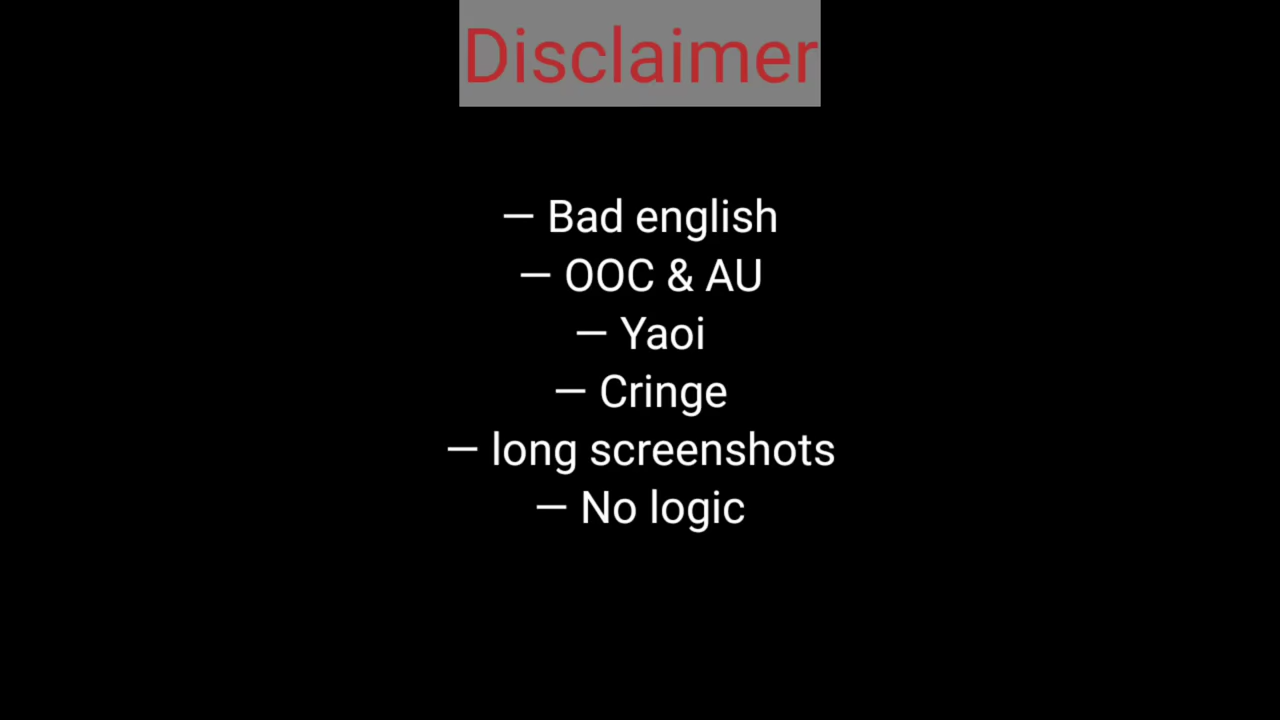 Disclaimer
— Bad english
— OOC & AU
— Yaoi
— Cringe
— long screenshots
— No logic